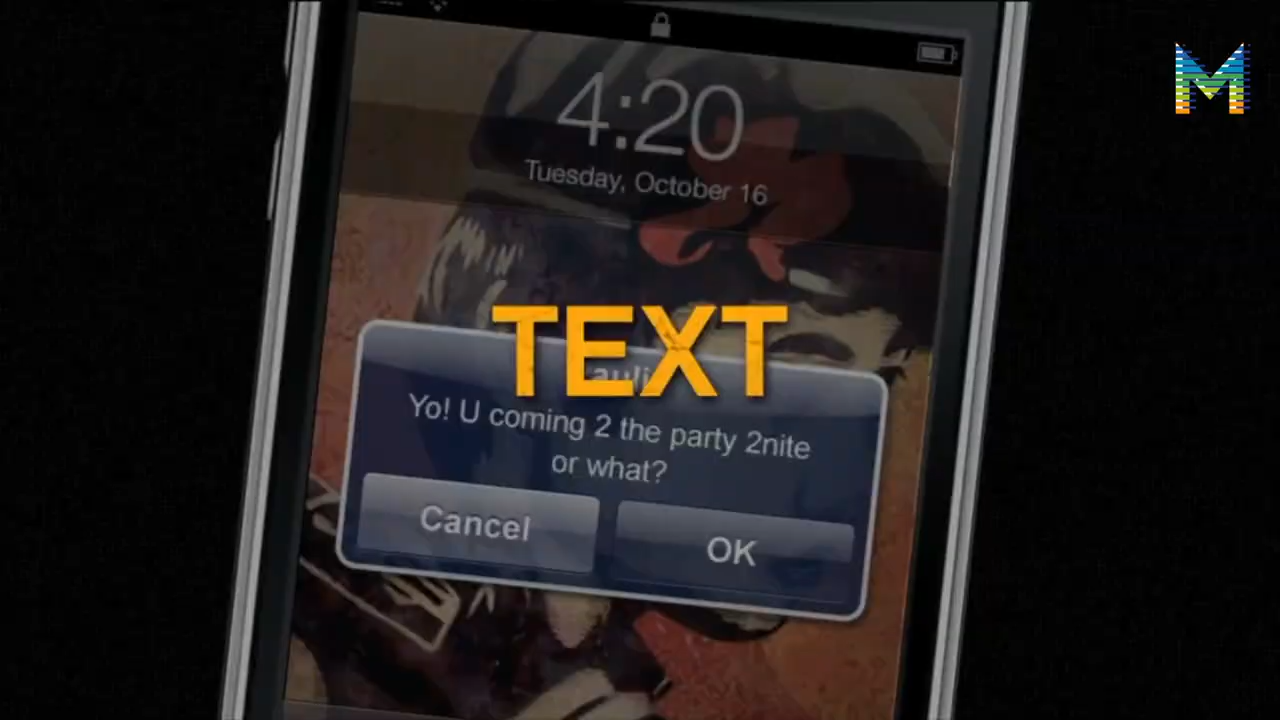 4:20
Tuesday, October 16
TEXT
Yo! U coming 2 the party 2nite
or what?
Cancel
OK
M